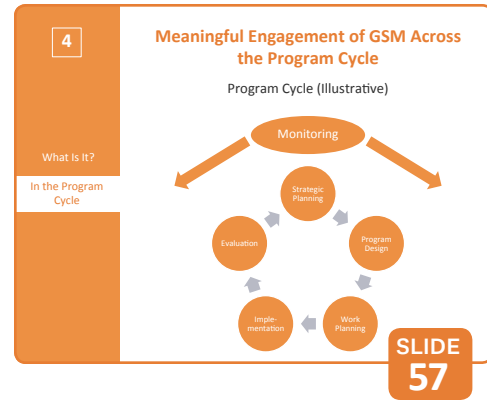 4
What Is It?
In the Program
Cycle
Meaningful Engagement of GSM Across
the Program Cycle
Program Cycle (Illustrative)
Monitoring
Strategic
Planning
Program
Design
Work
Planning
Imple-
mentation
Evaluation
SLIDE
57